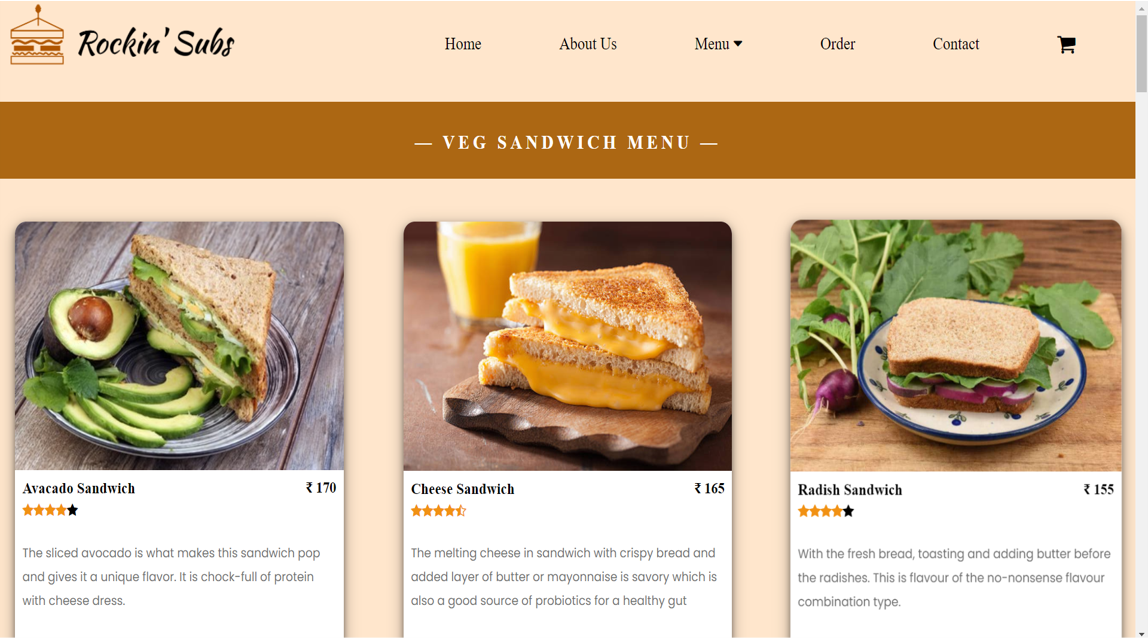 Rockin' Subs
Home
About Us
Menu
Order
Contact
— VEG SANDWICH MENU —
Avacado Sandwich
₹ 170
The sliced avocado is what makes this sandwich pop
and gives it a unique flavor. It is chock-full of protein
with cheese dress.
Cheese Sandwich
₹ 165
The melting cheese in sandwich with crispy bread and
added layer of butter or mayonnaise is savory which is
also a good source of probiotics for a healthy gut
Radish Sandwich
₹ 155
With the fresh bread, toasting and adding butter before
the radishes. This is flavour of the no-nonsense flavour
combination type.